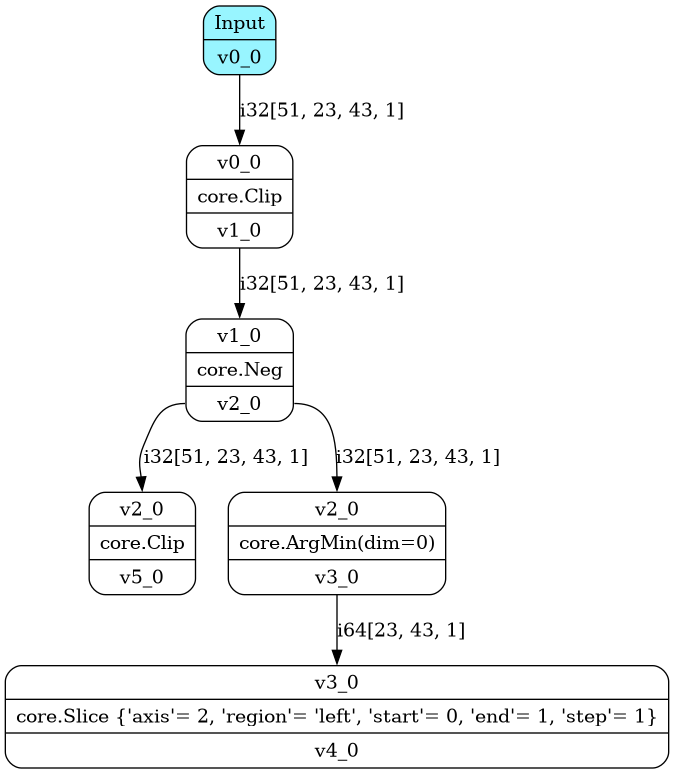 Input
v0_0
i32[51, 23, 43, 1]
v0_0
core.Clip
v1_0
i32[51, 23, 43, 1]
v1_0
core.Neg
v2_0
i32[51, 23, 43, 1]
i32[51, 23, 43, 1]
v2_0
core.Clip
v5_0
v2_0
core.ArgMin(dim=0)
v3_0
i64[23, 43, 1]
v3_0
core.Slice {'axis'= 2, 'region'= 'left', 'start'= 0, 'end'= 1, 'step'= 1}
v4_0